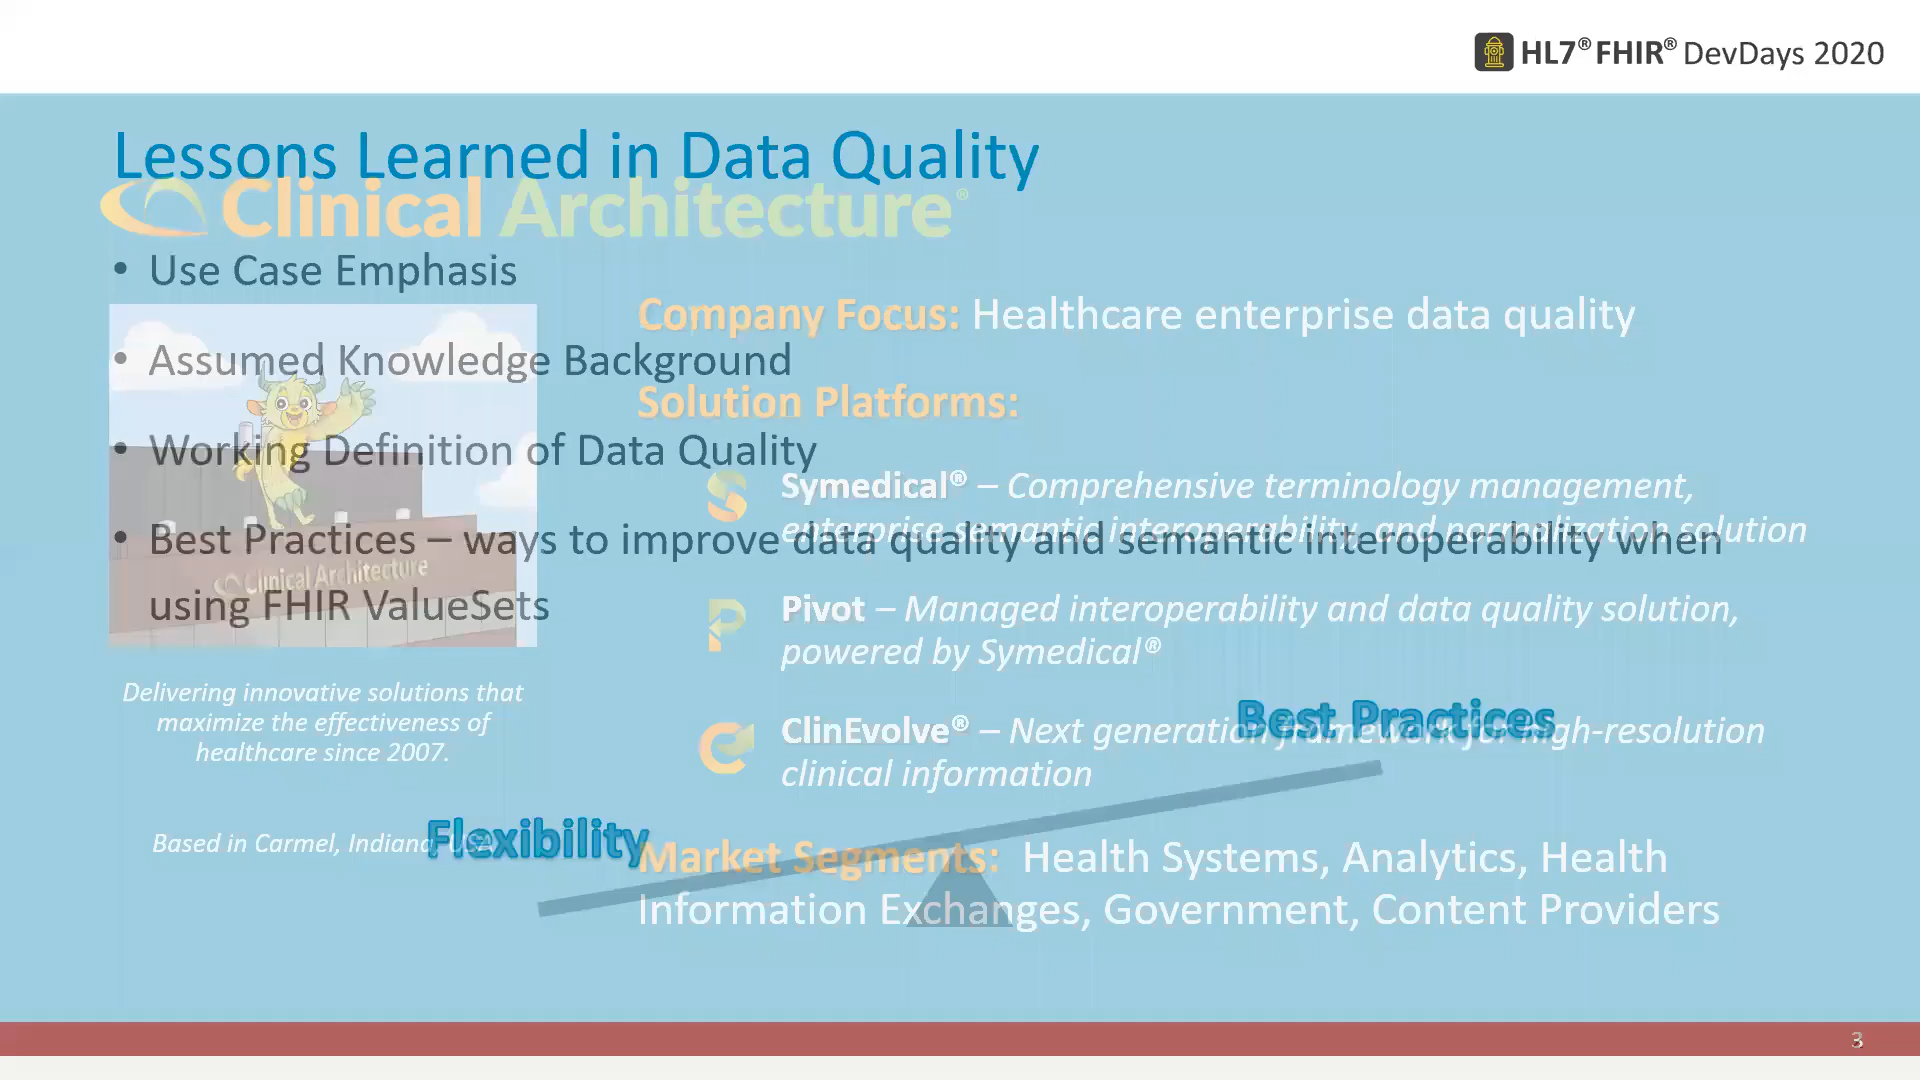 HL7® FHIR® DevDays 2020
Lessons Learned in Data Quality
• Use Case Emphasis
• Assumed Knowledge Background
• Working Definition of Data Quality
• Best Practices – ways to improve data quality and semantic interoperability when
using FHIR ValueSets
Best Practices
Flexibility
Clinical Architecture®
Clinical Architecture
Delivering innovative solutions that
maximize the effectiveness of
healthcare since 2007.
Based in Carmel, Indiana, USA
Company Focus: Healthcare enterprise data quality
Solution Platforms:
Symedical® – Comprehensive terminology management,
enterprise semantic interoperability, and normalization solution
Pivot – Managed interoperability and data quality solution,
powered by Symedical®
ClinEvolve® – Next generation framework for high-resolution
clinical information
Market Segments: Health Systems, Analytics, Health
Information Exchanges, Government, Content Providers
3